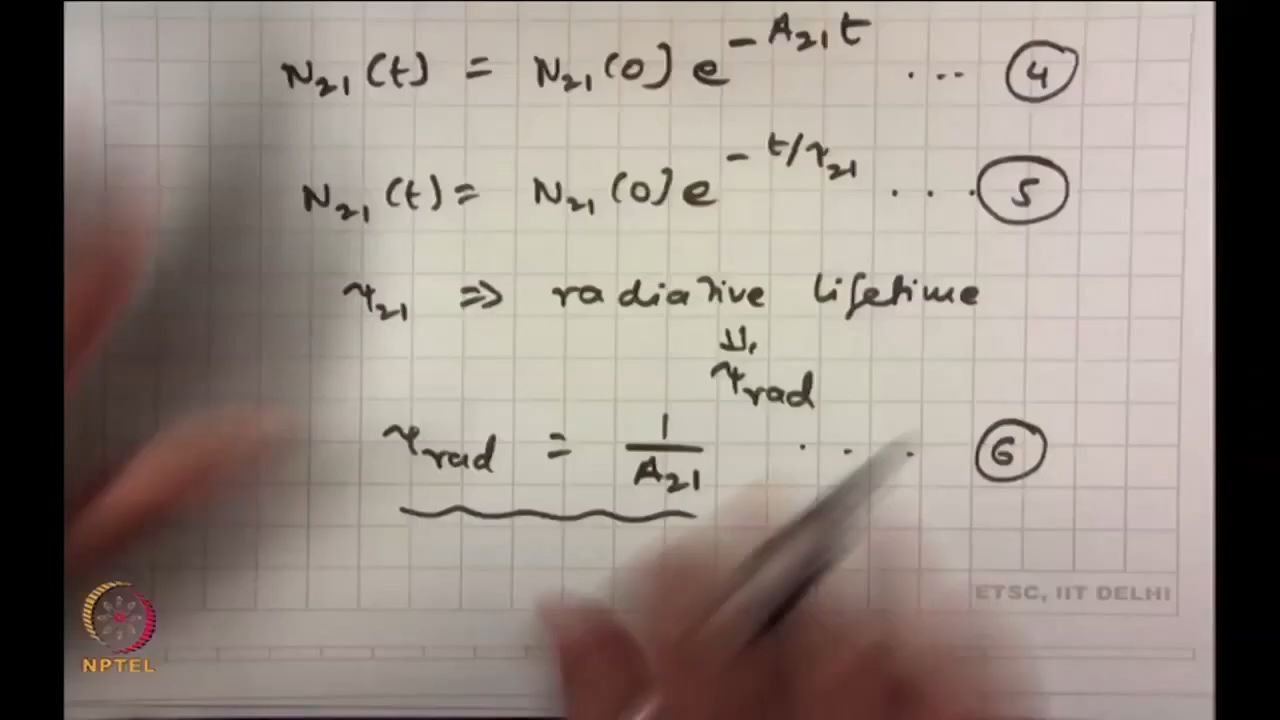 N₂₁(t) = N₂₁(0) e^(-A₂₁t) ... 4
N₂₁(t) = N₂₁(0) e^(-t/τ₂₁) ... 5
τ₂₁ ⇒ radiative lifetime
⇓
τrad
τrad = 1/A₂₁ ... 6
ETSC, IIT DELHI
NPTEL